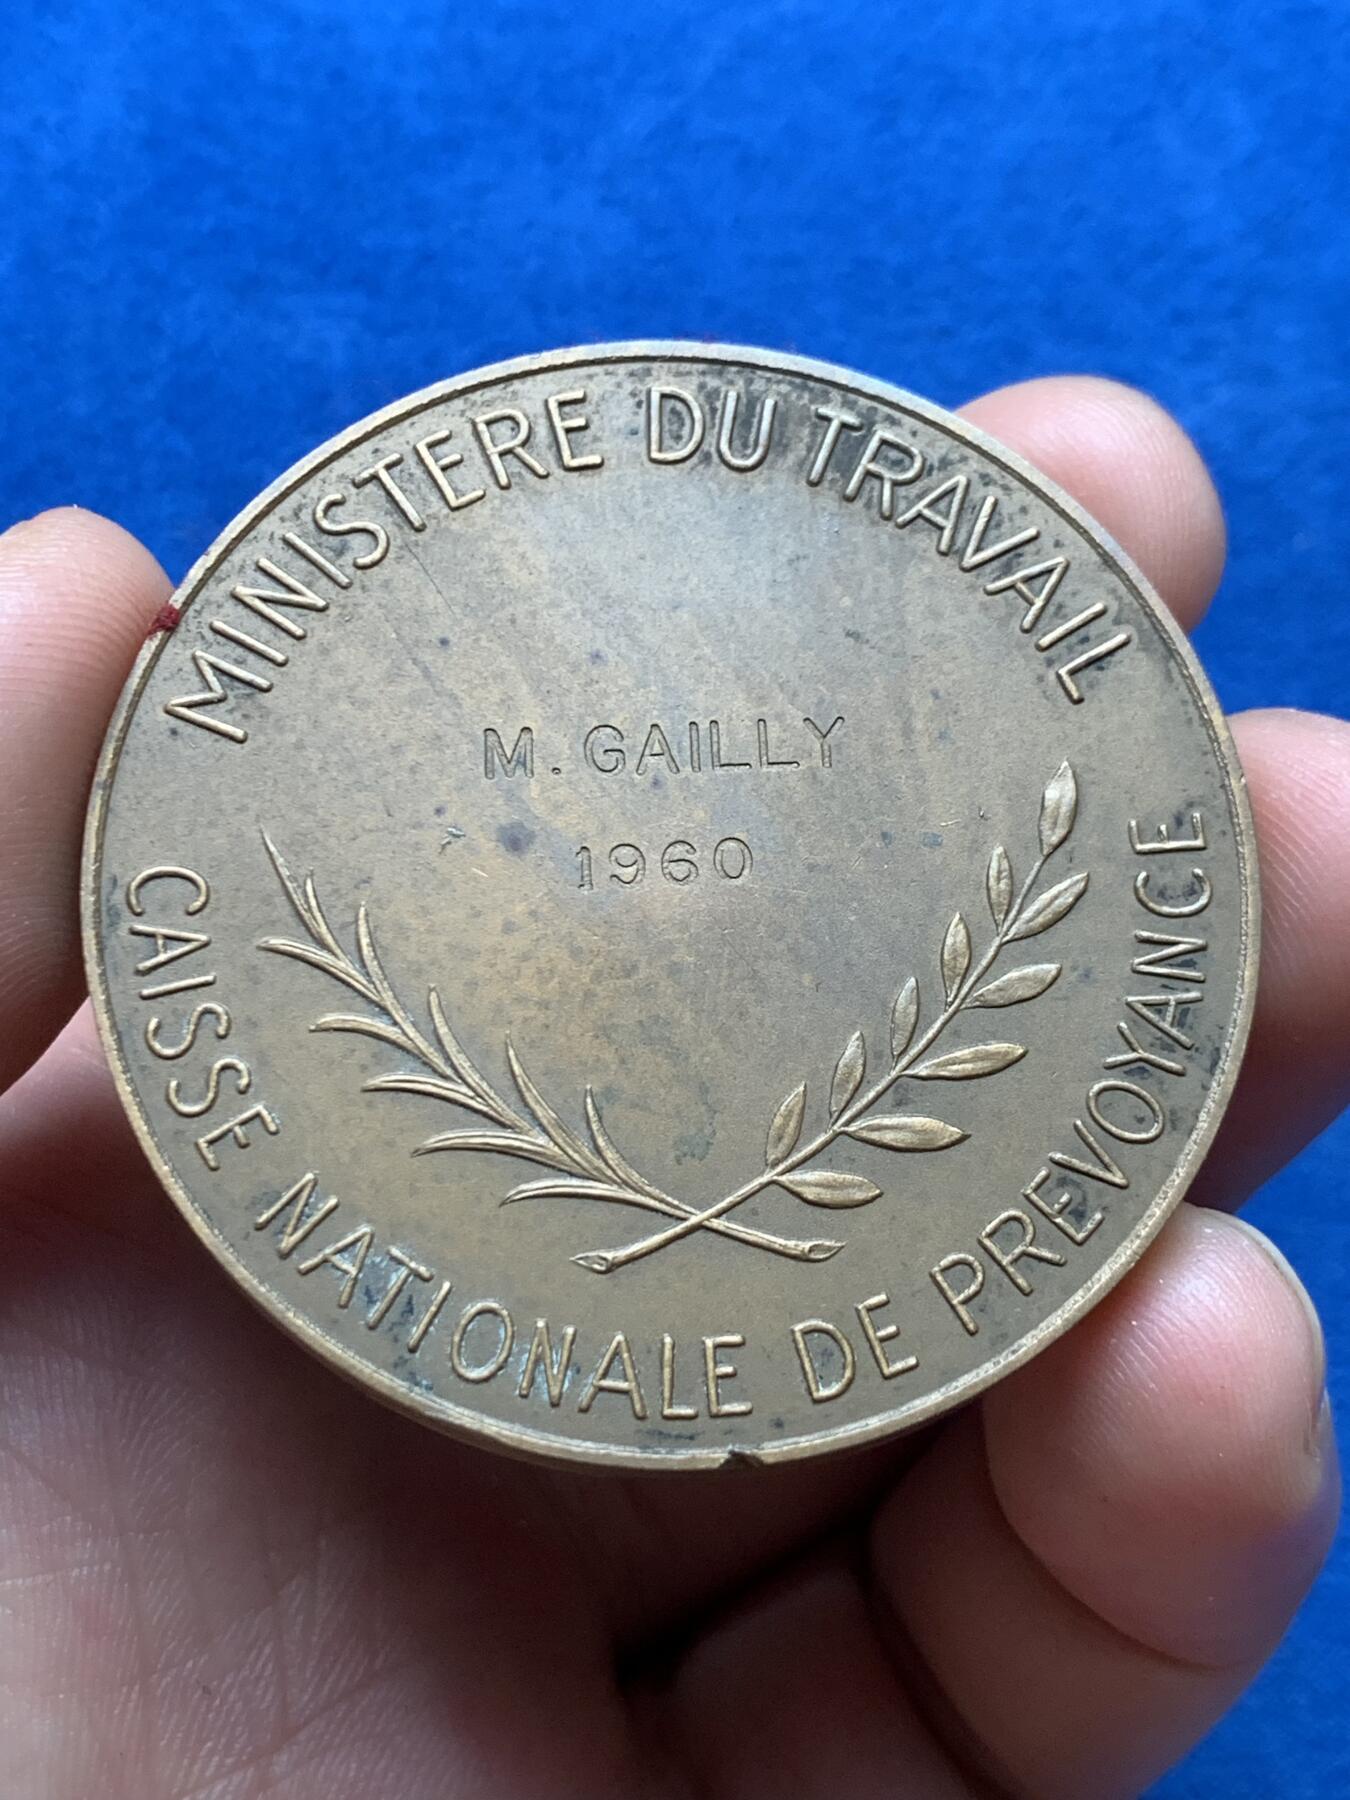 MINISTERE DU TRAVAIL
M. GAILLY
1960
CAISSE NATIONALE DE PREVOYANCE